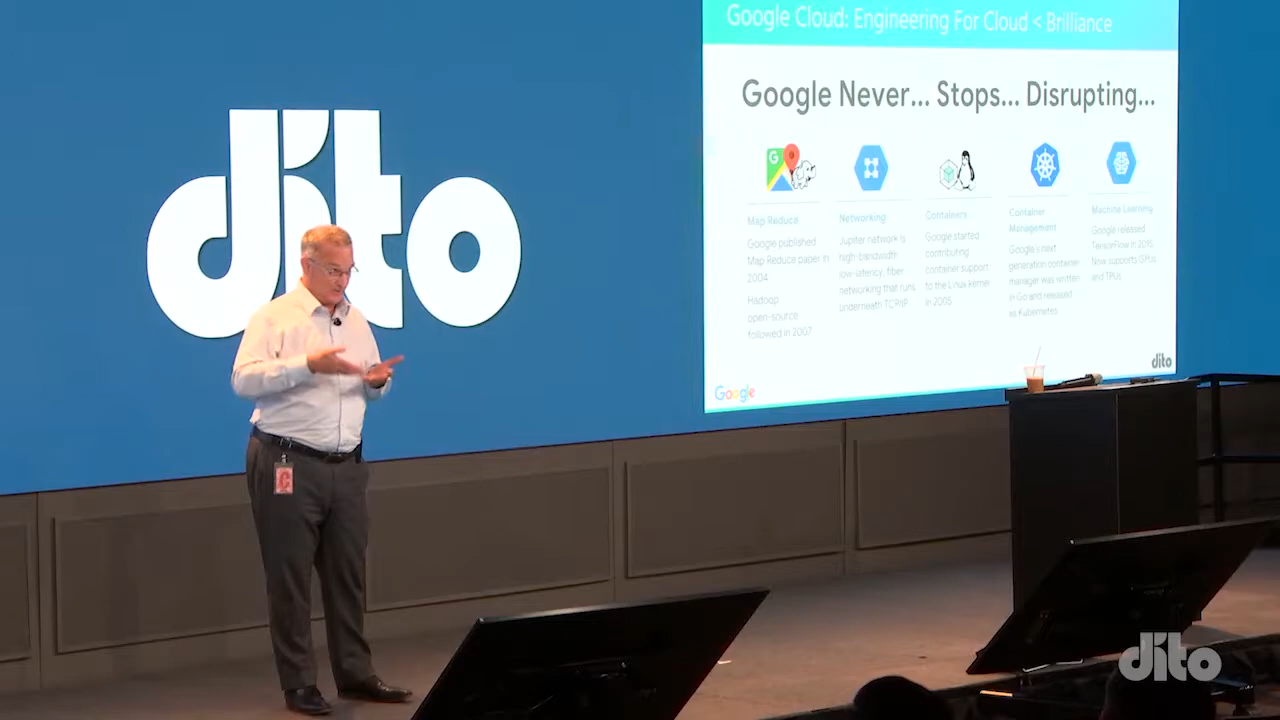 dito
Google Cloud: Engineering For Cloud < Brilliance
Google Never... Stops... Disrupting...
G
Map Reduce
Google published
Map Reduce paper in
2004
Hadoop
open-source
followed in 2007
Networking
Jupiter network is
high-bandwidth
low-latency, fiber
networking that runs
underneath TCP/IP
Containers
Google started
contributing
container support
to the Linux kernel
in 2005
Container
Management
Google's next
generation container
manager was written
in Go and released
as Kubernetes
Machine Learning
Google released
TensorFlow in 2015
Now supports GPUs
and TPUs
Google
dito
C
dito